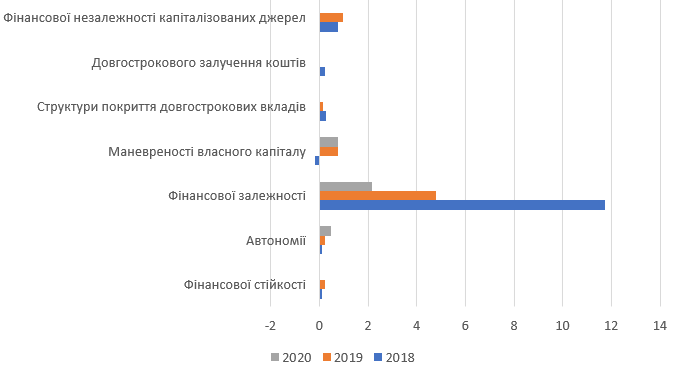 Фінансової незалежності капіталізованих джерел
Довгострокового залучення коштів
Структури покриття довгострокових вкладів
Маневреності власного капіталу
Фінансової залежності
Автономії
Фінансової стійкості
-2 0 2 4 6 8 10 12 14
2020 2019 2018